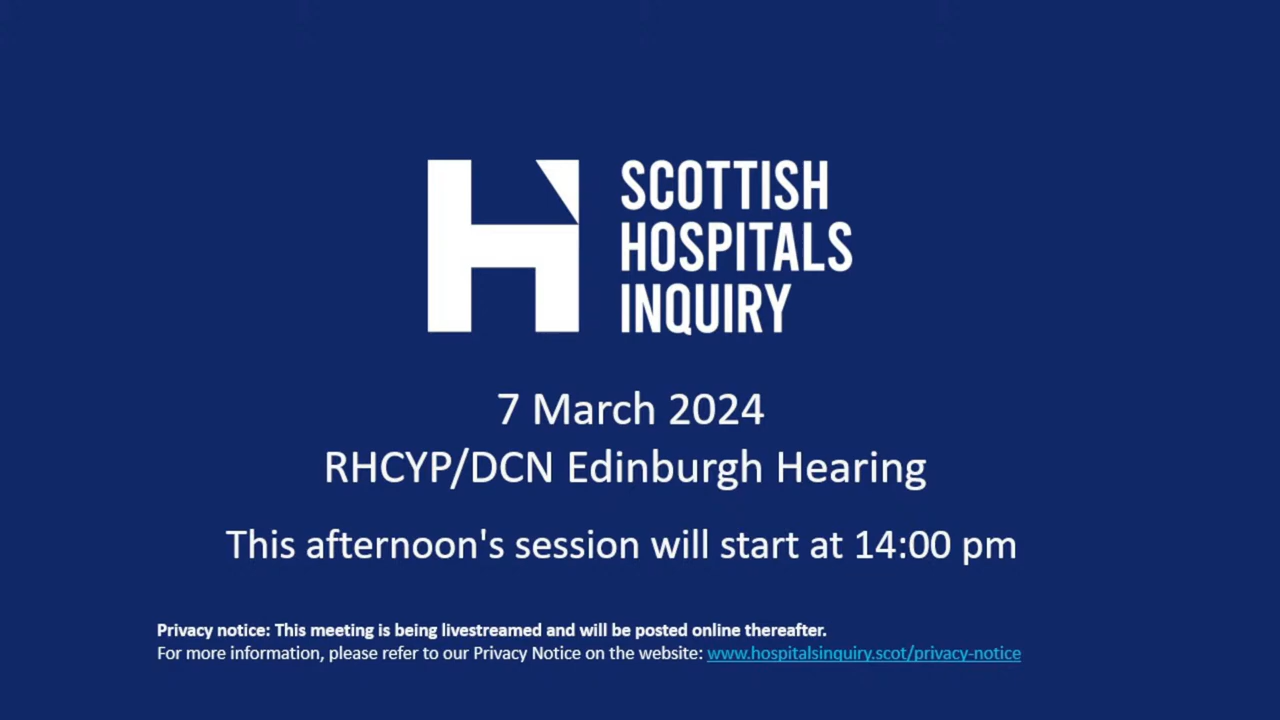 SCOTTISH
HOSPITALS
INQUIRY
7 March 2024
RHCYP/DCN Edinburgh Hearing
This afternoon's session will start at 14:00 pm
Privacy notice: This meeting is being livestreamed and will be posted online thereafter.
For more information, please refer to our Privacy Notice on the website: www.hospitalsinquiry.scot/privacy-notice